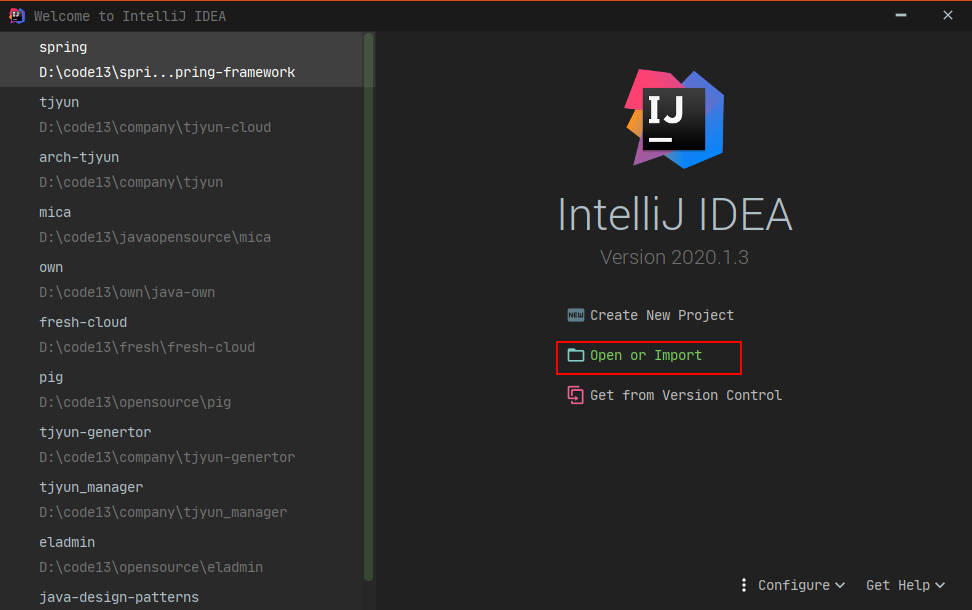 Welcome to IntelliJ IDEA
spring
D:\code13\spri...pring-framework
tjyun
D:\code13\company\tjyun-cloud
arch-tjyun
D:\code13\company\tjyun
mica
D:\code13\javaopensource\mica
own
D:\code13\own\java-own
fresh-cloud
D:\code13\fresh\fresh-cloud
pig
D:\code13\opensource\pig
tjyun-genertor
D:\code13\company\tjyun-genertor
tjyun_manager
D:\code13\company\tjyun_manager
eladmin
D:\code13\opensource\eladmin
java-design-patterns
IJ
IntelliJ IDEA
Version 2020.1.3
NEW Create New Project
Open or Import
Get from Version Control
Configure
Get Help